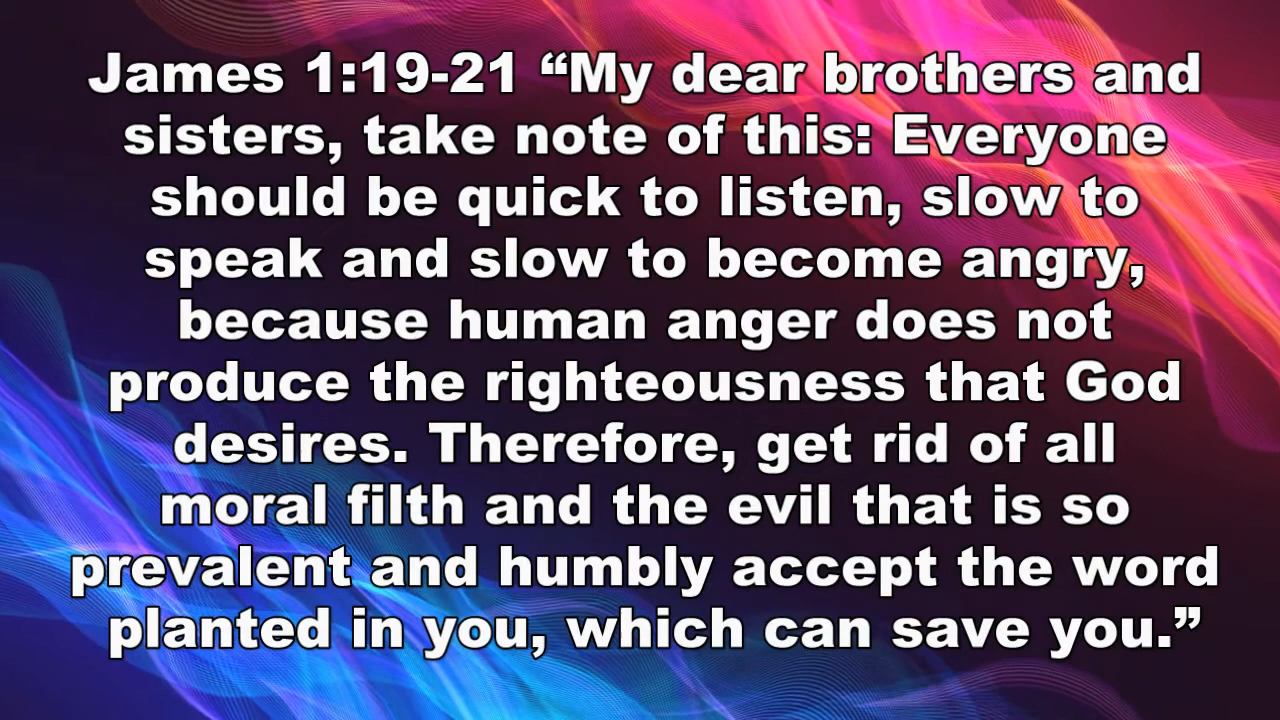 James 1:19-21 “My dear brothers and
sisters, take note of this: Everyone
should be quick to listen, slow to
speak and slow to become angry,
because human anger does not
produce the righteousness that God
desires. Therefore, get rid of all
moral filth and the evil that is so
prevalent and humbly accept the word
planted in you, which can save you.”